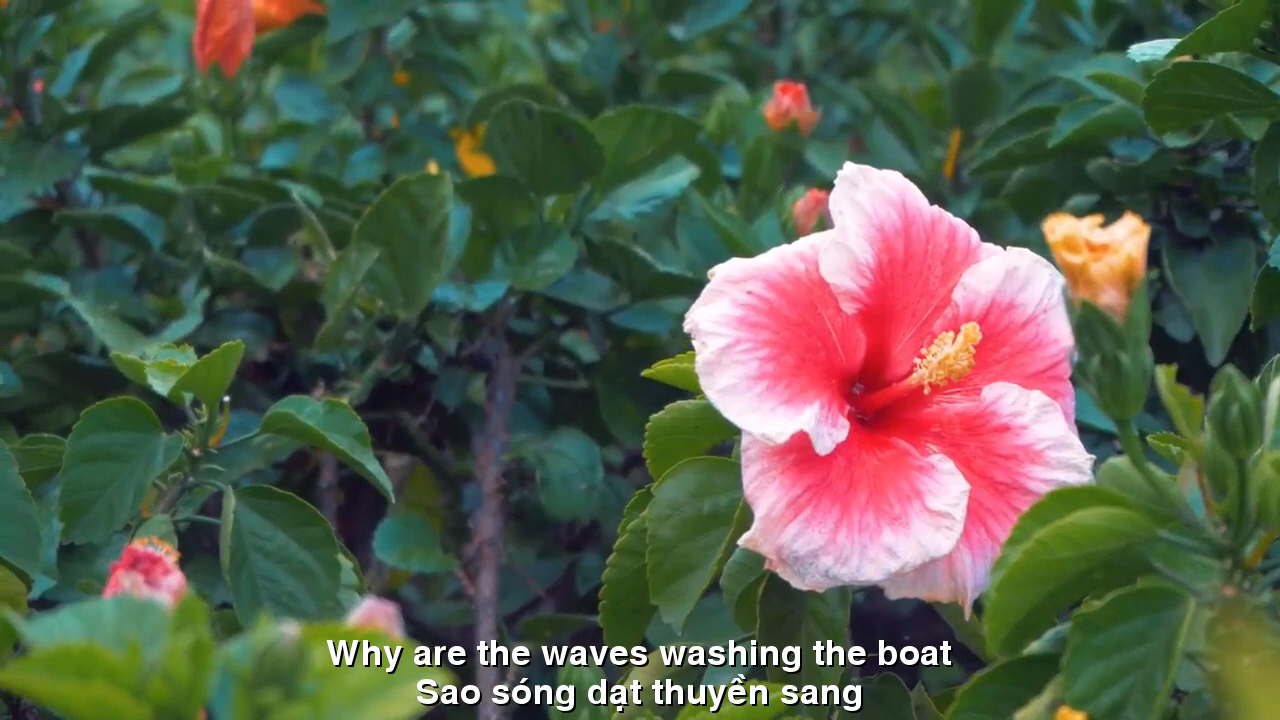 Why are the waves washing the boat
Sao sóng dạt thuyền sang